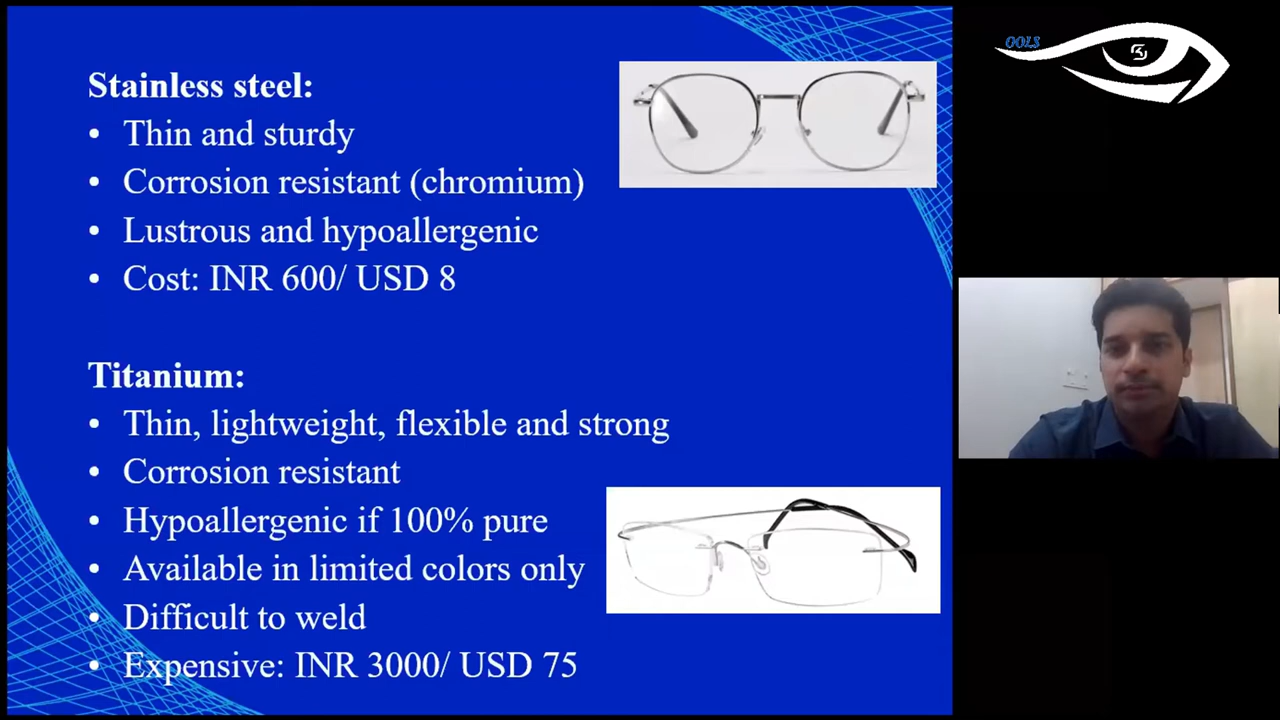 Stainless steel:
• Thin and sturdy
• Corrosion resistant (chromium)
• Lustrous and hypoallergenic
• Cost: INR 600/ USD 8
Titanium:
• Thin, lightweight, flexible and strong
• Corrosion resistant
• Hypoallergenic if 100% pure
• Available in limited colors only
• Difficult to weld
• Expensive: INR 3000/ USD 75
OOLS